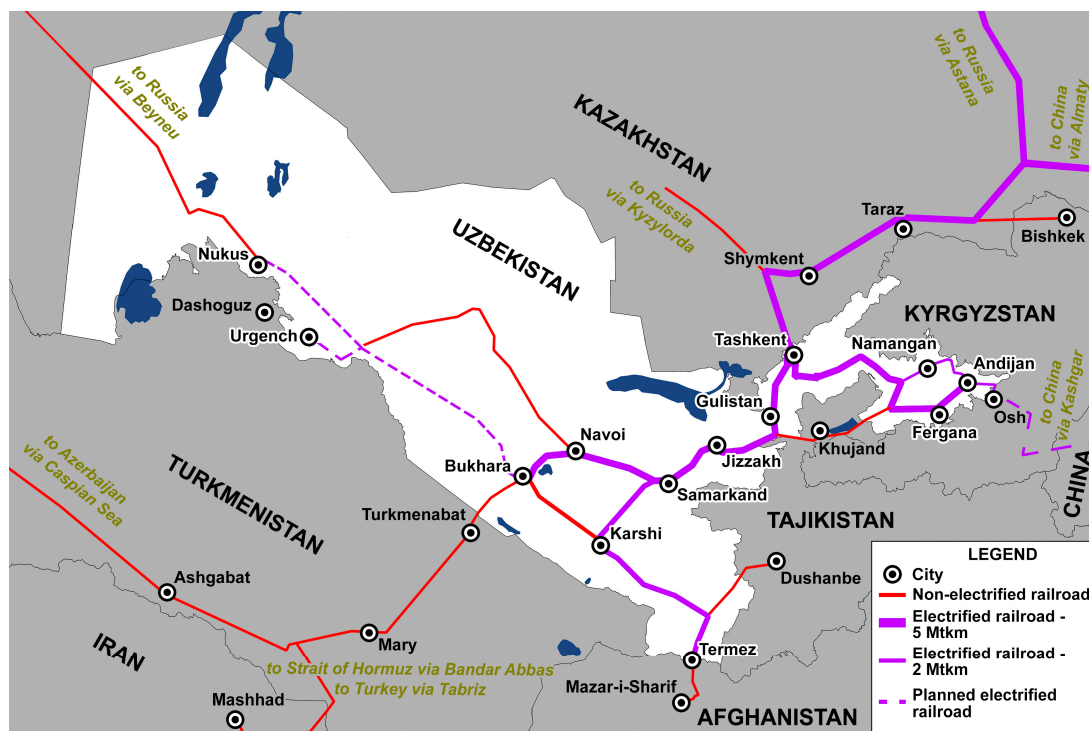 to Russia
via Beyneu
KAZAKHSTAN
to Russia
via Astana
to China
via Almaty
to Russia
via Kyzylorda
Taraz
Bishkek
Shymkent
UZBEKISTAN
Nukus
Dashoguz
Urgench
KYRGYZSTAN
Tashkent
Namangan
Andijan
Gulistan
Osh
to China
via Kashgar
Fergana
Khujand
Navoi
Jizzakh
Bukhara
Samarkand
CHINA
to Azerbaijan
via Caspian Sea
TURKMENISTAN
Turkmenabat
Karshi
TAJIKISTAN
Dushanbe
Ashgabat
Mary
IRAN
to Strait of Hormuz via Bandar Abbas
to Turkey via Tabriz
Termez
Mazar-i-Sharif
Mashhad
AFGHANISTAN
LEGEND
City
Non-electrified railroad
Electrified railroad -
5 Mtkm
Electrified railroad -
2 Mtkm
Planned electrified
railroad